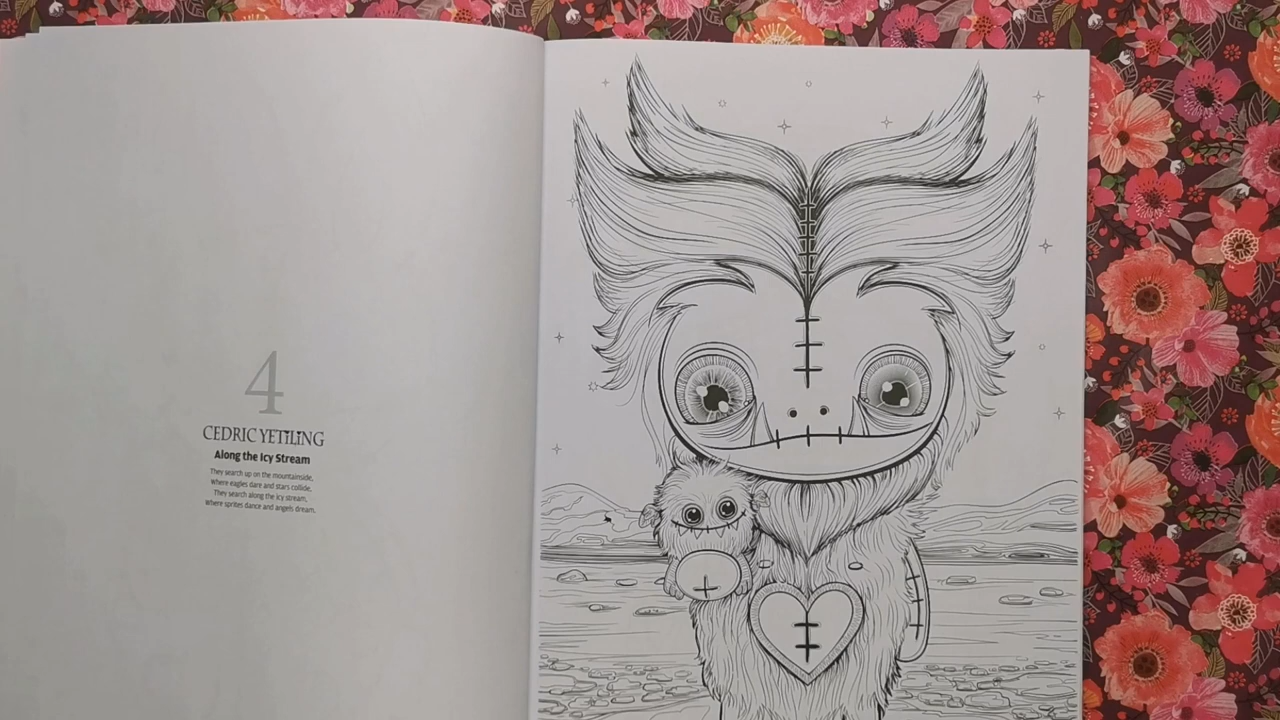 4
CEDRIC YETILING
Along the Icy Stream
They search up on the mountainside,
Where eagles dare and stars collide.
They search along the icy stream,
Where sprites dance and angels dream.